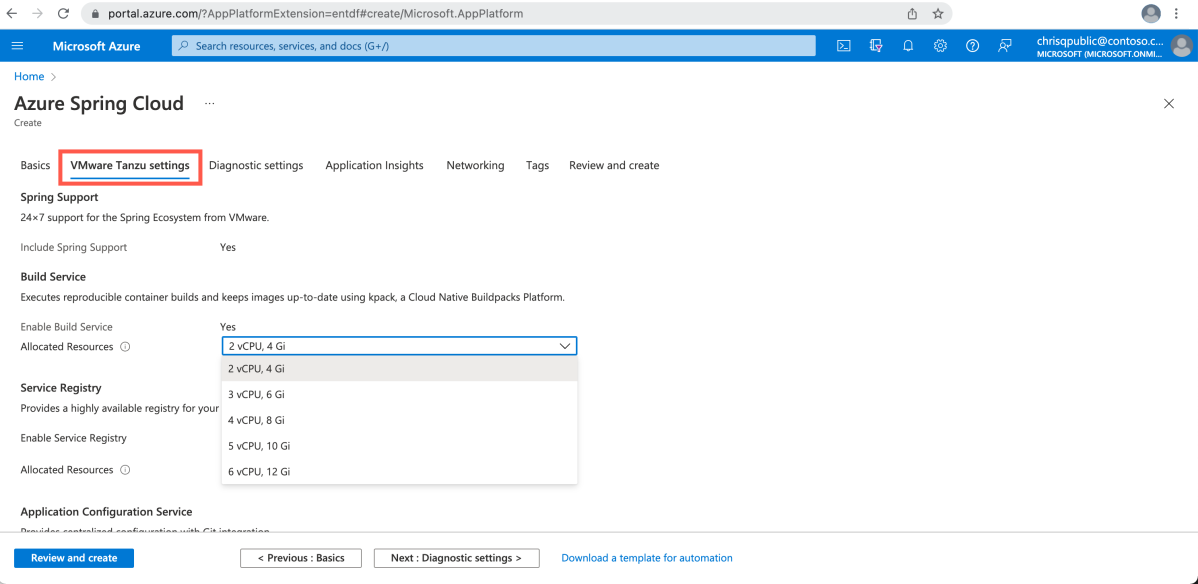 portal.azure.com/?AppPlatformExtension=entdf#create/Microsoft.AppPlatform
Microsoft Azure
Search resources, services, and docs (G+/)
chrisqpublic@contoso.c...
MICROSOFT (MICROSOFT.ONMI...
Home >
Azure Spring Cloud ...
Create
Basics VMware Tanzu settings Diagnostic settings Application Insights Networking Tags Review and create
Spring Support
24×7 support for the Spring Ecosystem from VMware.
Include Spring Support Yes
Build Service
Executes reproducible container builds and keeps images up-to-date using kpack, a Cloud Native Buildpacks Platform.
Enable Build Service Yes
Allocated Resources 2 vCPU, 4 Gi
2 vCPU, 4 Gi
3 vCPU, 6 Gi
4 vCPU, 8 Gi
5 vCPU, 10 Gi
6 vCPU, 12 Gi
Service Registry
Provides a highly available registry for your
Enable Service Registry
Allocated Resources
Application Configuration Service
Provides centralized configuration with Git integration
Review and create
< Previous : Basics
Next : Diagnostic settings >
Download a template for automation